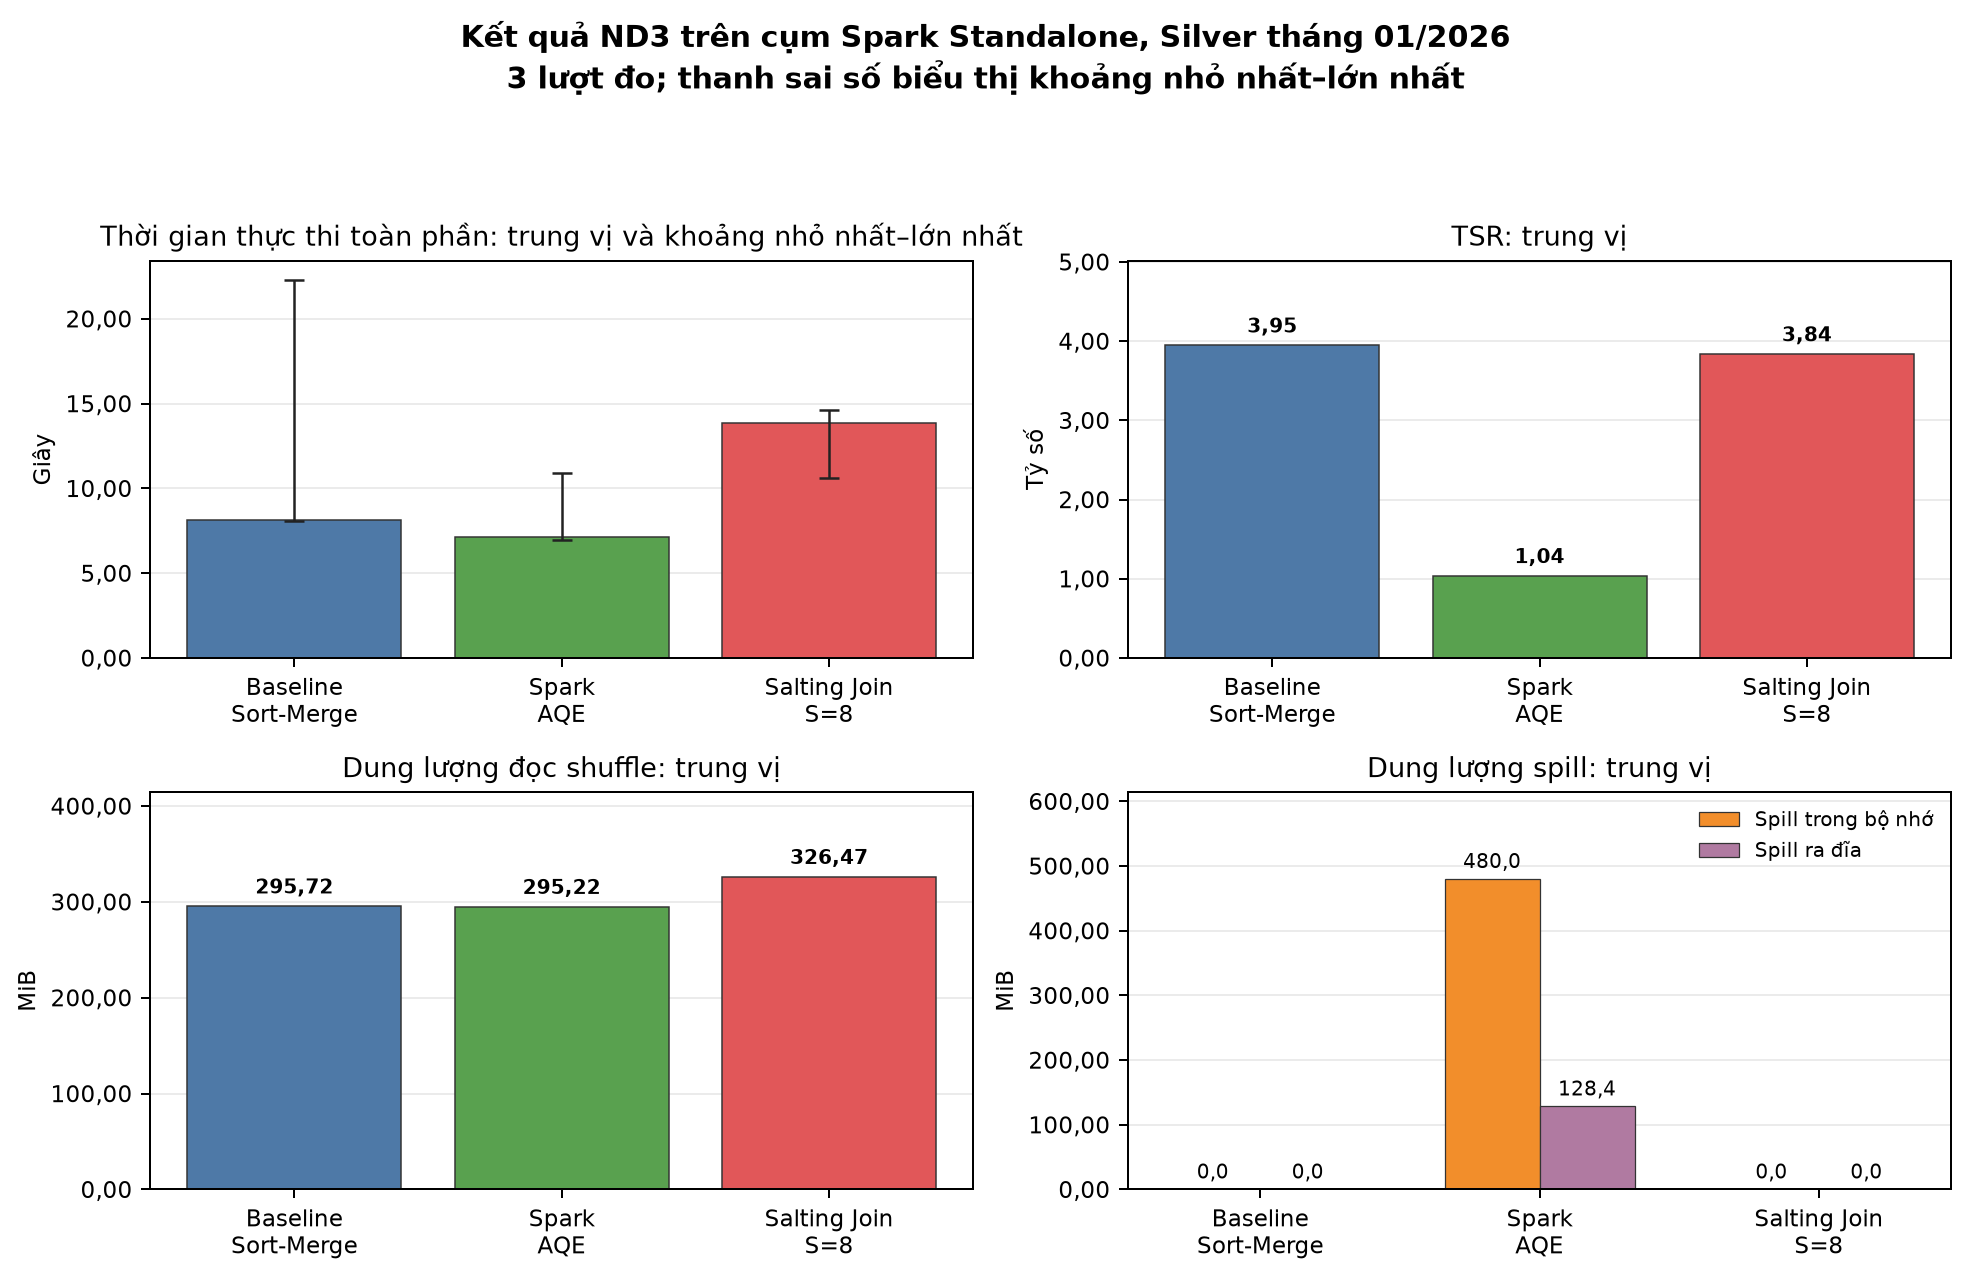 Kết quả ND3 trên cụm Spark Standalone, Silver tháng 01/2026
3 lượt đo; thanh sai số biểu thị khoảng nhỏ nhất–lớn nhất
Thời gian thực thi toàn phần: trung vị và khoảng nhỏ nhất–lớn nhất
Giây
20,00
15,00
10,00
5,00
0,00
Baseline
Sort-Merge
Spark
AQE
Salting Join
S=8
TSR: trung vị
Tỷ số
5,00
4,00
3,00
2,00
1,00
0,00
3,95
1,04
3,84
Baseline
Sort-Merge
Spark
AQE
Salting Join
S=8
Dung lượng đọc shuffle: trung vị
MiB
400,00
300,00
200,00
100,00
0,00
295,72
295,22
326,47
Baseline
Sort-Merge
Spark
AQE
Salting Join
S=8
Dung lượng spill: trung vị
MiB
600,00
500,00
400,00
300,00
200,00
100,00
0,00
Spill trong bộ nhớ
Spill ra đĩa
0,0
0,0
480,0
128,4
0,0
0,0
Baseline
Sort-Merge
Spark
AQE
Salting Join
S=8